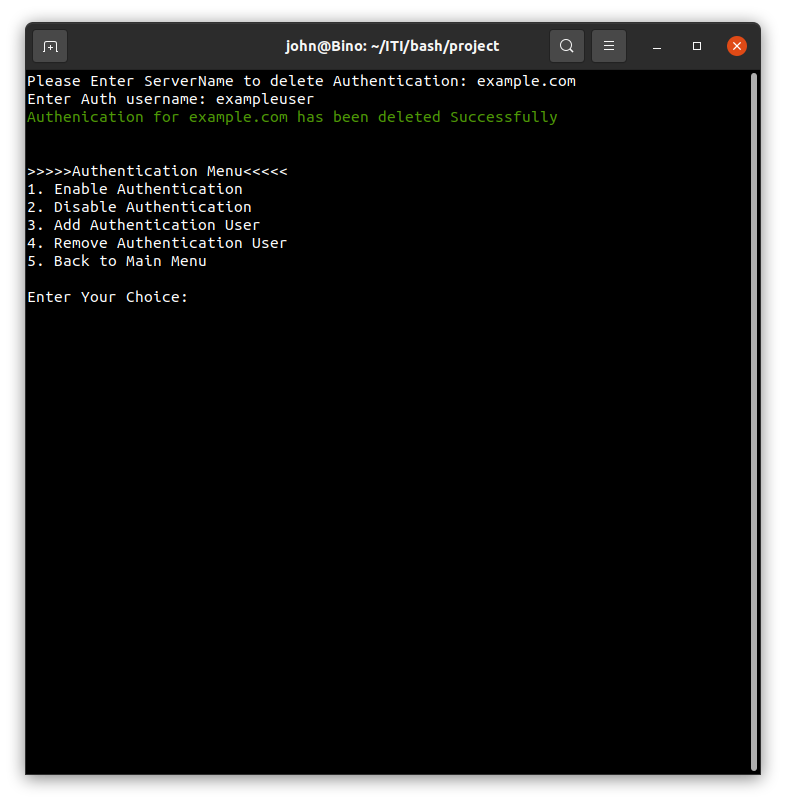 john@Bino: ~/ITI/bash/project
Please Enter ServerName to delete Authentication: example.com
Enter Auth username: exampleuser
Authenication for example.com has been deleted Successfully
>>>>>Authentication Menu<<<<<
1. Enable Authentication
2. Disable Authentication
3. Add Authentication User
4. Remove Authentication User
5. Back to Main Menu
Enter Your Choice: